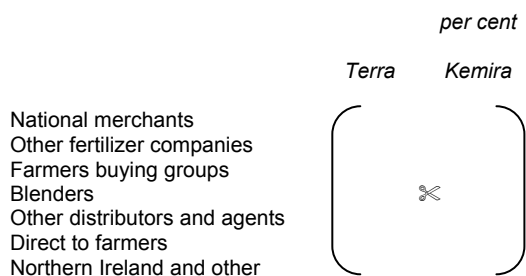 per cent
Terra Kemira
National merchants
Other fertilizer companies
Farmers buying groups
Blenders
Other distributors and agents
Direct to farmers
Northern Ireland and other